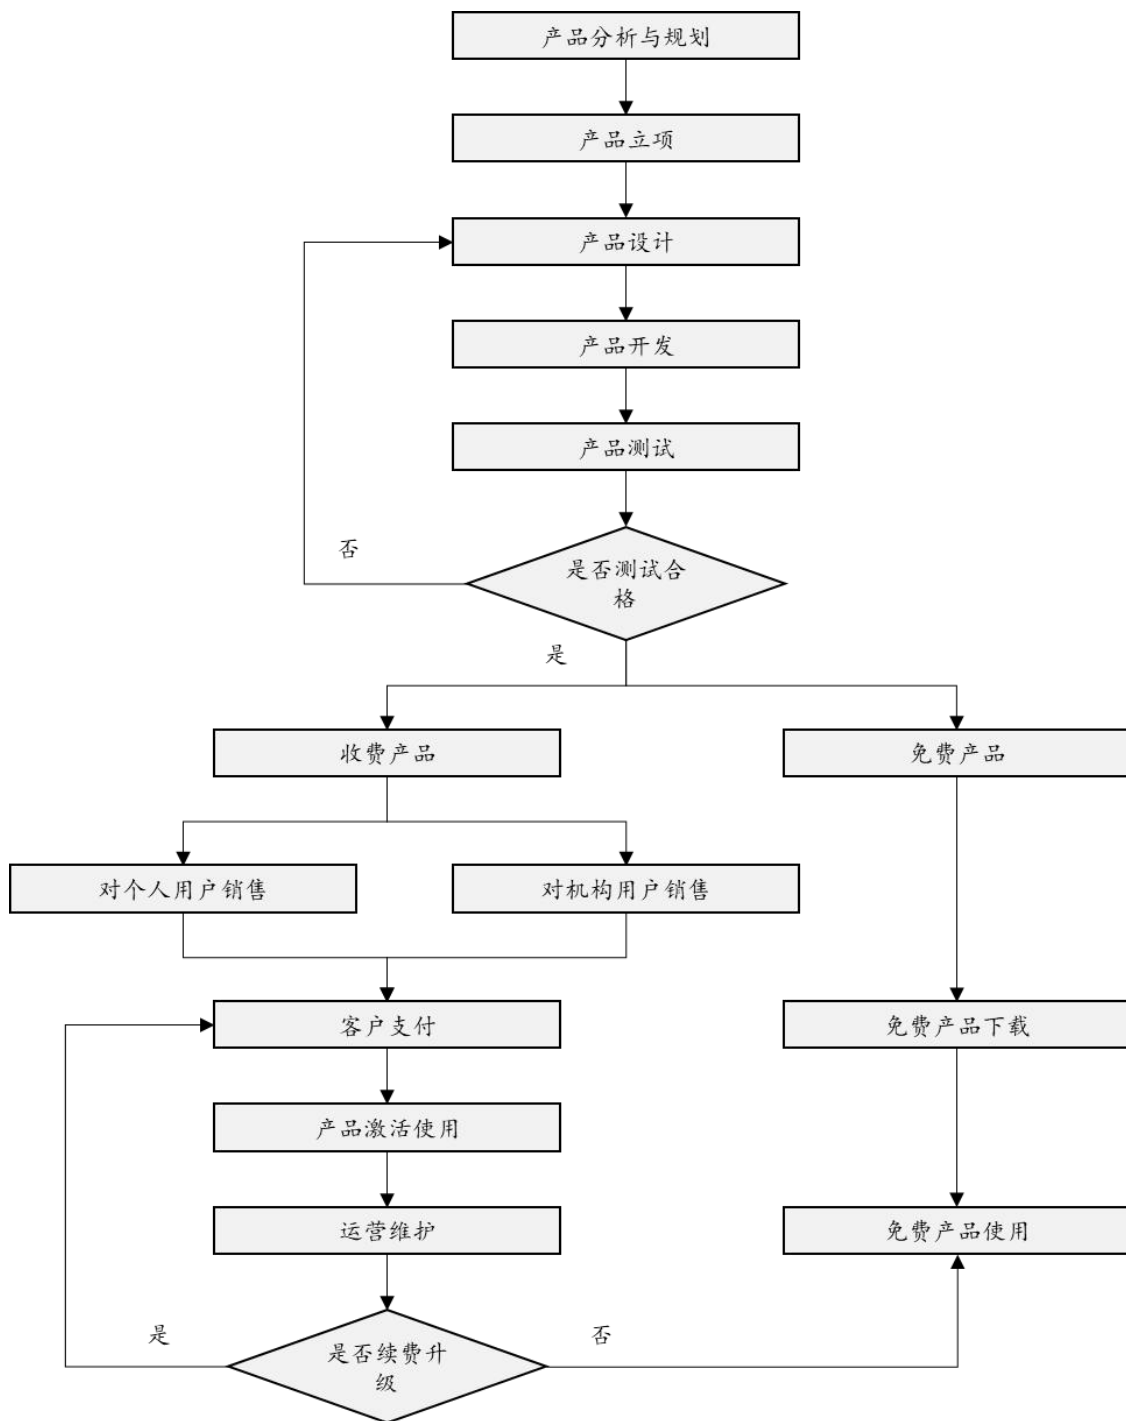 产品分析与规划
产品立项
产品设计
产品开发
产品测试
否
是否测试合
格
是
收费产品
免费产品
对个人用户销售
对机构用户销售
客户支付
免费产品下载
产品激活使用
运营维护
免费产品使用
是
否
是否续费升
级